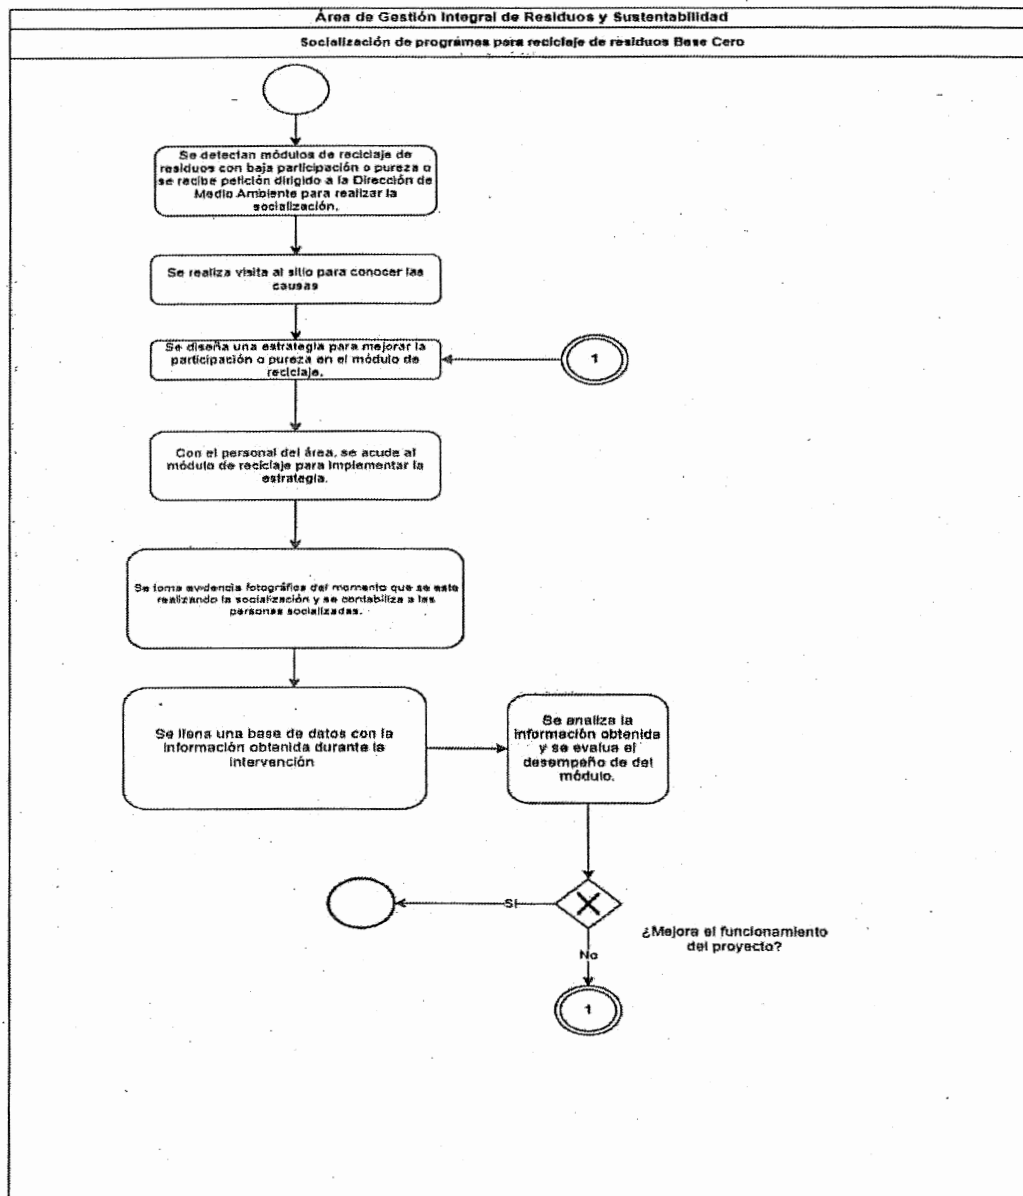 Área de Gestión Integral de Residuos y Sustentabilidad
Socialización de programas para reciclaje de residuos Base Cero
Se detectan módulos de reciclaje de
residuos con baja participación o pureza o
se recibe petición dirigido a la Dirección de
Medio Ambiente para realizar la
socialización.
Se realiza visita al sitio para conocer las
causas
Se diseña una estrategia para mejorar la
participación o pureza en el módulo de
reciclaje.
1
Con el personal del área, se acude al
módulo de reciclaje para implementar la
estrategia.
Se toma evidencia fotográfica del momento que se este
realizando la socialización y se contabiliza a las
personas socializadas.
Se llena una base de datos con la
información obtenida durante la
intervención
Se analiza la
información obtenida
y se evalua el
desempeño de del
módulo.
Si
¿Mejora el funcionamiento
del proyecto?
No
1